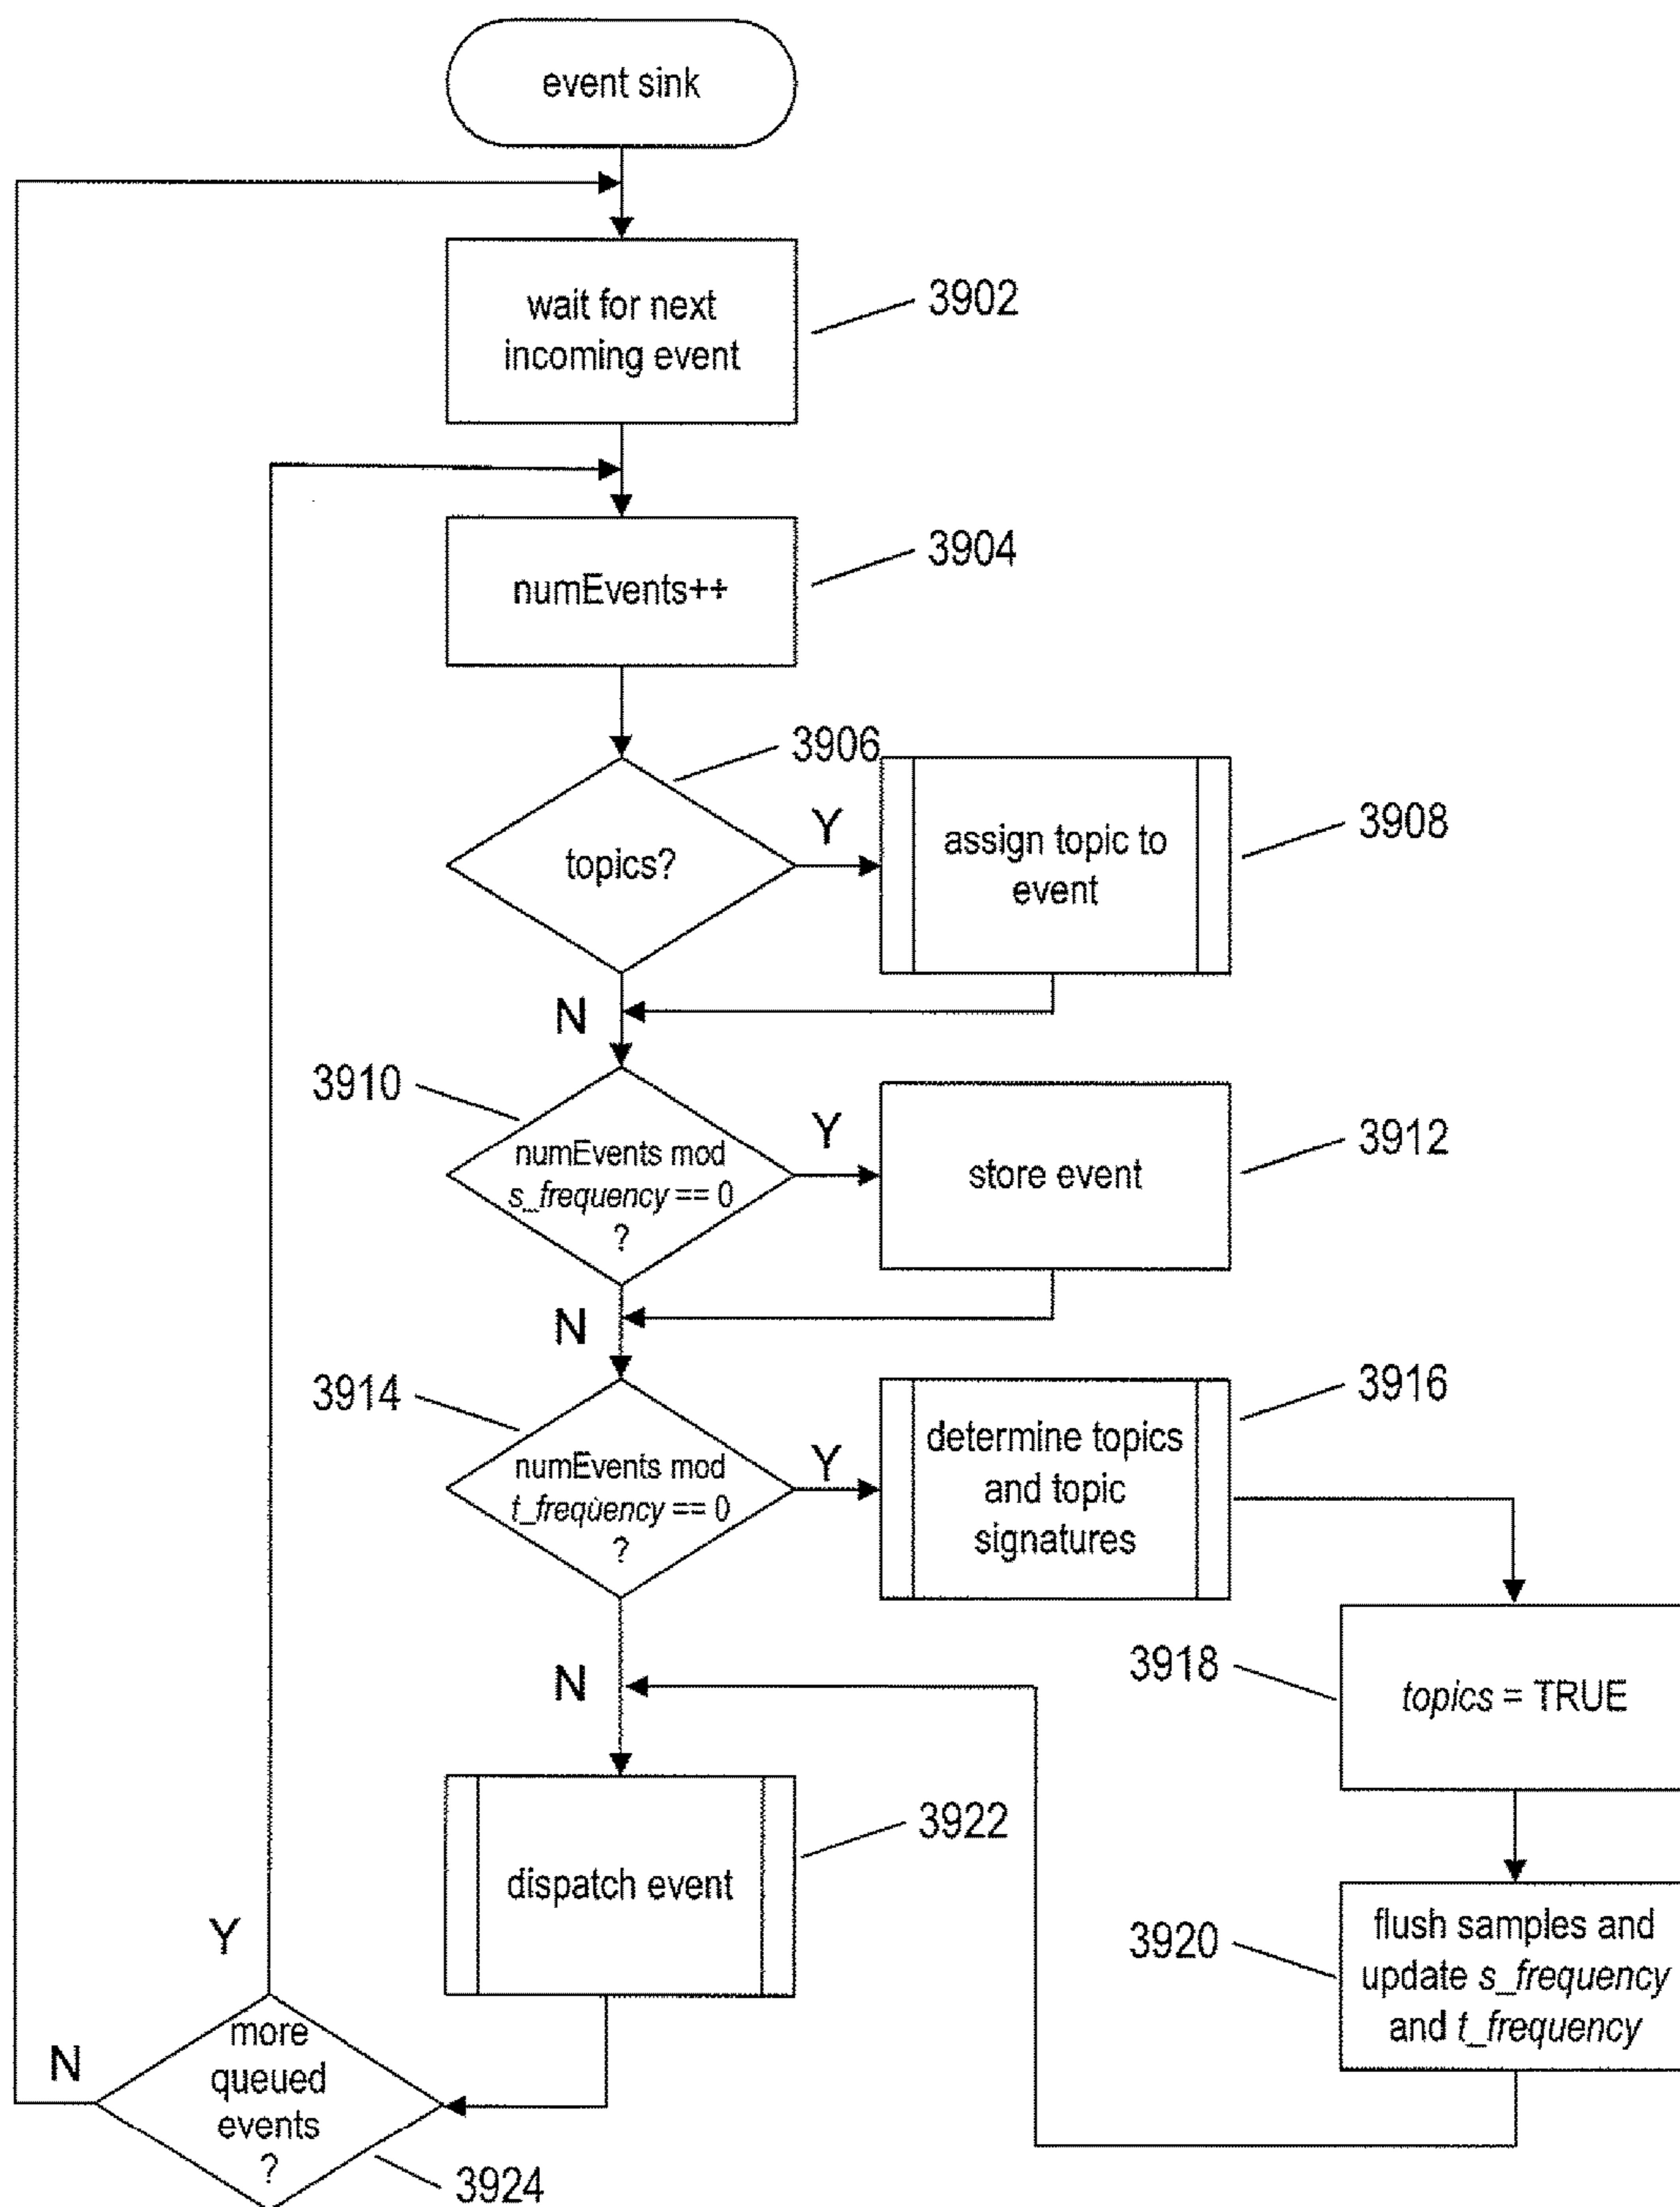 event sink
wait for next
incoming event
3902
numEvents++
3904
topics?
3906
Y
N
assign topic to
event
3908
3910
numEvents mod
s_frequency == 0
?
Y
N
store event
3912
3914
numEvents mod
t_frequency == 0
?
Y
N
determine topics
and topic
signatures
3916
3918
topics = TRUE
3920
flush samples and
update s_frequency
and t_frequency
dispatch event
3922
Y
N
more
queued
events
?
3924